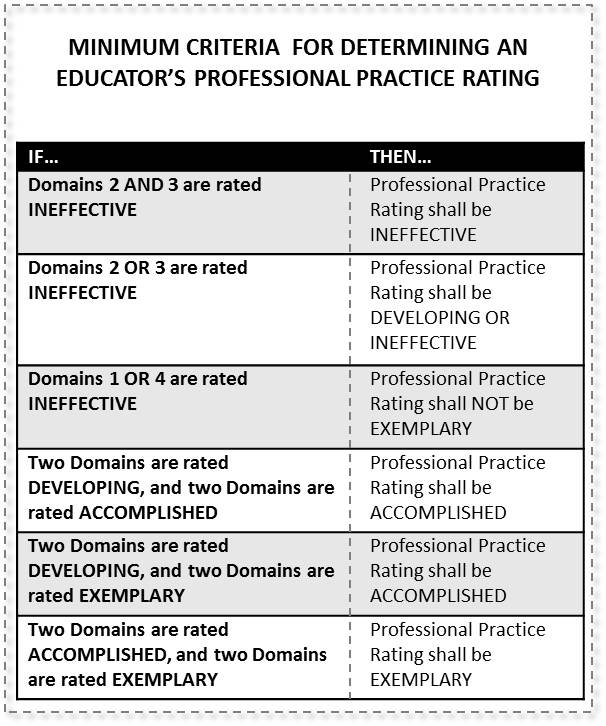 MINIMUM CRITERIA FOR DETERMINING AN
EDUCATOR’S PROFESSIONAL PRACTICE RATING
IF…
THEN…
Domains 2 AND 3 are rated
INEFFECTIVE
Professional Practice
Rating shall be
INEFFECTIVE
Domains 2 OR 3 are rated
INEFFECTIVE
Professional Practice
Rating shall be
DEVELOPING OR
INEFFECTIVE
Domains 1 OR 4 are rated
INEFFECTIVE
Professional Practice
Rating shall NOT be
EXEMPLARY
Two Domains are rated
DEVELOPING, and two Domains are
rated ACCOMPLISHED
Professional Practice
Rating shall be
ACCOMPLISHED
Two Domains are rated
DEVELOPING, and two Domains are
rated EXEMPLARY
Professional Practice
Rating shall be
ACCOMPLISHED
Two Domains are rated
ACCOMPLISHED, and two Domains
are rated EXEMPLARY
Professional Practice
Rating shall be
EXEMPLARY